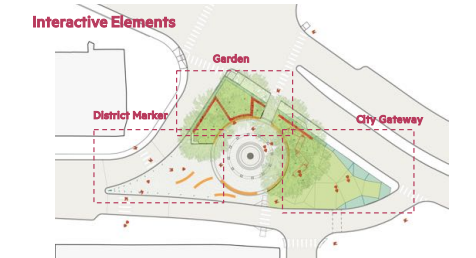 Interactive Elements
Garden
District Marker
City Gateway